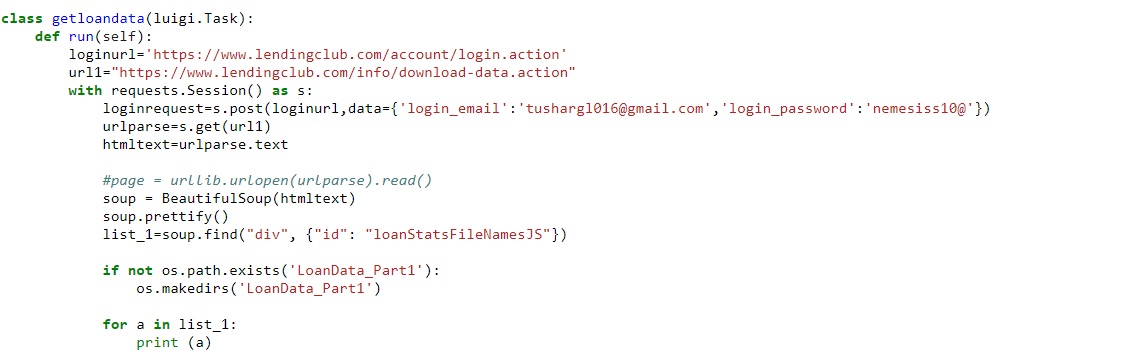 class getloandata(luigi.Task):
    def run(self):
        loginurl='https://www.lendingclub.com/account/login.action'
        url1="https://www.lendingclub.com/info/download-data.action"
        with requests.Session() as s:
            loginrequest=s.post(loginurl,data={'login_email':'tushargl016@gmail.com','login_password':'nemesiss10@'})
            urlparse=s.get(url1)
            htmltext=urlparse.text

            #page = urllib.urlopen(urlparse).read()
            soup = BeautifulSoup(htmltext)
            soup.prettify()
            list_1=soup.find("div", {"id": "loanStatsFileNamesJS"})

            if not os.path.exists('LoanData_Part1'):
                os.makedirs('LoanData_Part1')

            for a in list_1:
                print (a)